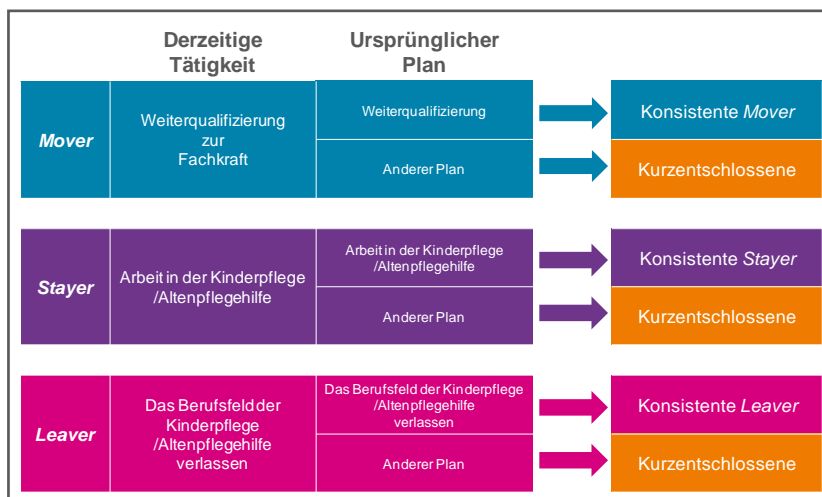 Derzeitige
Tätigkeit
Ursprünglicher
Plan
Mover
Weiterqualifizierung
zur
Fachkraft
Weiterqualifizierung
Konsistente Mover
Anderer Plan
Kurzentschlossene
Stayer
Arbeit in der Kinderpflege
/Altenpflegehilfe
Arbeit in der Kinderpflege
/Altenpflegehilfe
Konsistente Stayer
Anderer Plan
Kurzentschlossene
Leaver
Das Berufsfeld der
Kinderpflege
/Altenpflegehilfe
verlassen
Das Berufsfeld der Kinderpflege
/Altenpflegehilfe
verlassen
Konsistente Leaver
Anderer Plan
Kurzentschlossene